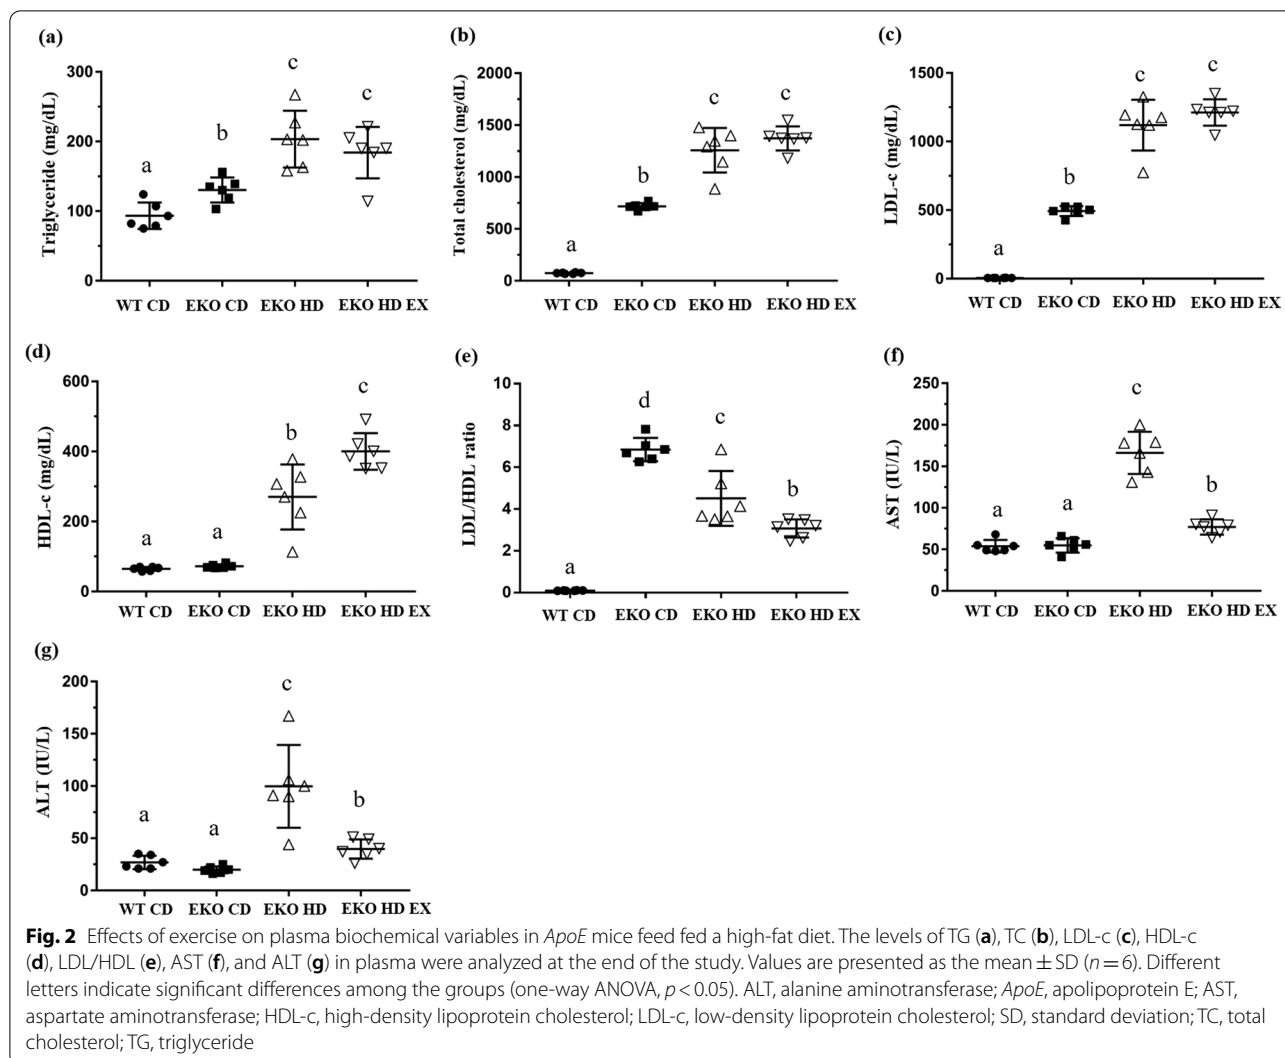 (a)
Triglyceride (mg/dL)
300
200
100
0
a
b
c
c
WT CD EKO CD EKO HD EKO HD EX
(b)
Total cholesterol (mg/dL)
2000
1500
1000
500
0
a
b
c
c
WT CD EKO CD EKO HD EKO HD EX
(c)
LDL-c (mg/dL)
1500
1000
500
0
a
b
c
c
WT CD EKO CD EKO HD EKO HD EX
(d)
HDL-c (mg/dL)
600
400
200
0
a
a
b
c
WT CD EKO CD EKO HD EKO HD EX
(e)
LDL/HDL ratio
10
8
6
4
2
0
a
d
c
b
WT CD EKO CD EKO HD EKO HD EX
(f)
AST (IU/L)
250
200
150
100
50
0
a
a
c
b
WT CD EKO CD EKO HD EKO HD EX
(g)
ALT (IU/L)
200
150
100
50
0
a
a
c
b
WT CD EKO CD EKO HD EKO HD EX
Fig. 2 Effects of exercise on plasma biochemical variables in ApoE mice feed fed a high-fat diet. The levels of TG (a), TC (b), LDL-c (c), HDL-c
(d), LDL/HDL (e), AST (f), and ALT (g) in plasma were analyzed at the end of the study. Values are presented as the mean ± SD (n = 6). Different
letters indicate significant differences among the groups (one-way ANOVA, p < 0.05). ALT, alanine aminotransferase; ApoE, apolipoprotein E; AST,
aspartate aminotransferase; HDL-c, high-density lipoprotein cholesterol; LDL-c, low-density lipoprotein cholesterol; SD, standard deviation; TC, total
cholesterol; TG, triglyceride